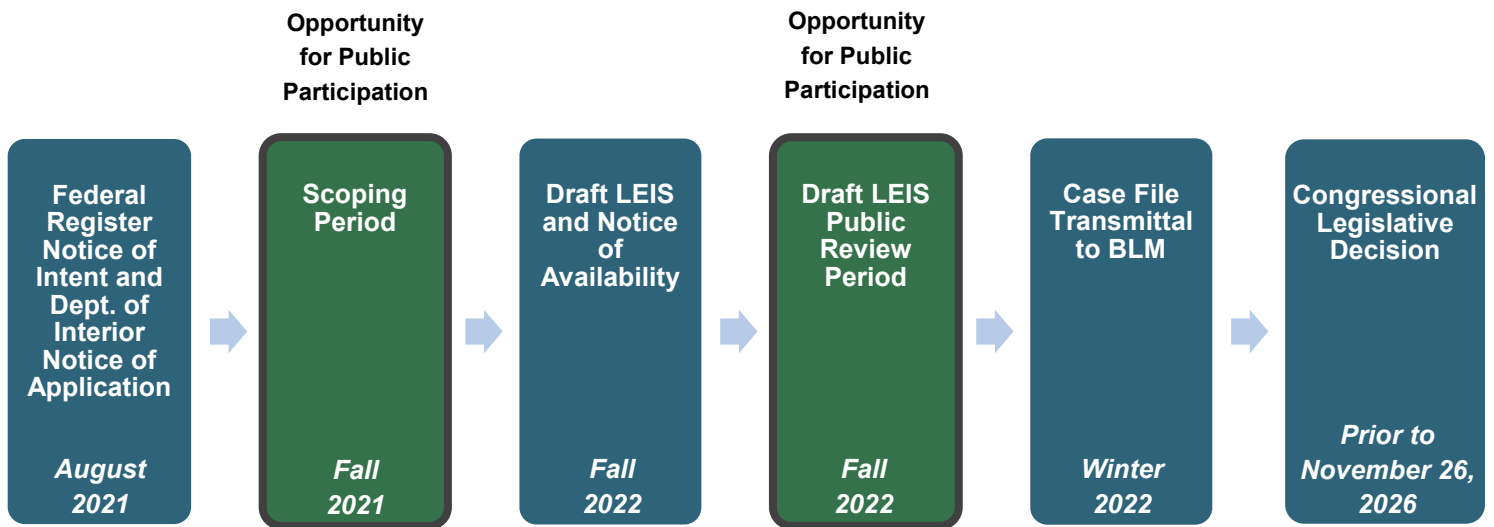 Opportunity
for Public
Participation
Opportunity
for Public
Participation
Federal
Register
Notice of
Intent and
Dept. of
Interior
Notice of
Application
August
2021
Scoping
Period
Fall
2021
Draft LEIS
and Notice
of
Availability
Fall
2022
Draft LEIS
Public
Review
Period
Fall
2022
Case File
Transmittal
to BLM
Winter
2022
Congressional
Legislative
Decision
Prior to
November 26,
2026